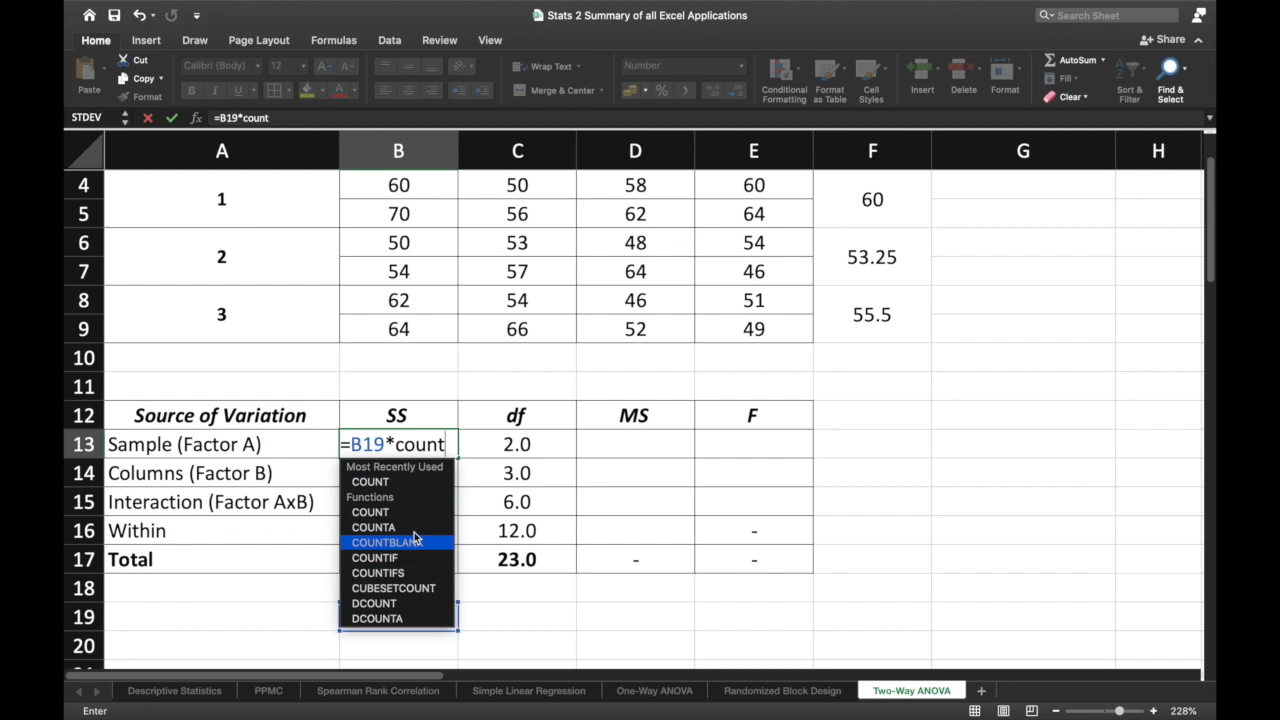 Stats 2 Summary of all Excel Applications
Search Sheet
Home Insert Draw Page Layout Formulas Data Review View
Share
Paste
Cut
Copy
Format
Calibri (Body) 12
B I U
Wrap Text
Merge & Center
Number
Conditional Formatting
Format as Table
Cell Styles
Insert
Delete
Format
AutoSum
Fill
Clear
Sort & Filter
Find & Select
STDEV fx =B19*count
A B C D E F G H
4 60 50 58 60
1 60
5 70 56 62 64
6 50 53 48 54
2 53.25
7 54 57 64 46
8 62 54 46 51
3 55.5
9 64 66 52 49
10
11
12 Source of Variation SS df MS F
13 Sample (Factor A) =B19*count 2.0
14 Columns (Factor B) 3.0
15 Interaction (Factor AxB) 6.0
16 Within 12.0 -
17 Total 23.0 - -
18
19
20
Most Recently Used
COUNT
Functions
COUNT
COUNTA
COUNTBLANK
COUNTIF
COUNTIFS
CUBESETCOUNT
DCOUNT
DCOUNTA
Descriptive Statistics PPMC Spearman Rank Correlation Simple Linear Regression One-Way ANOVA Randomized Block Design Two-Way ANOVA
Enter 228%